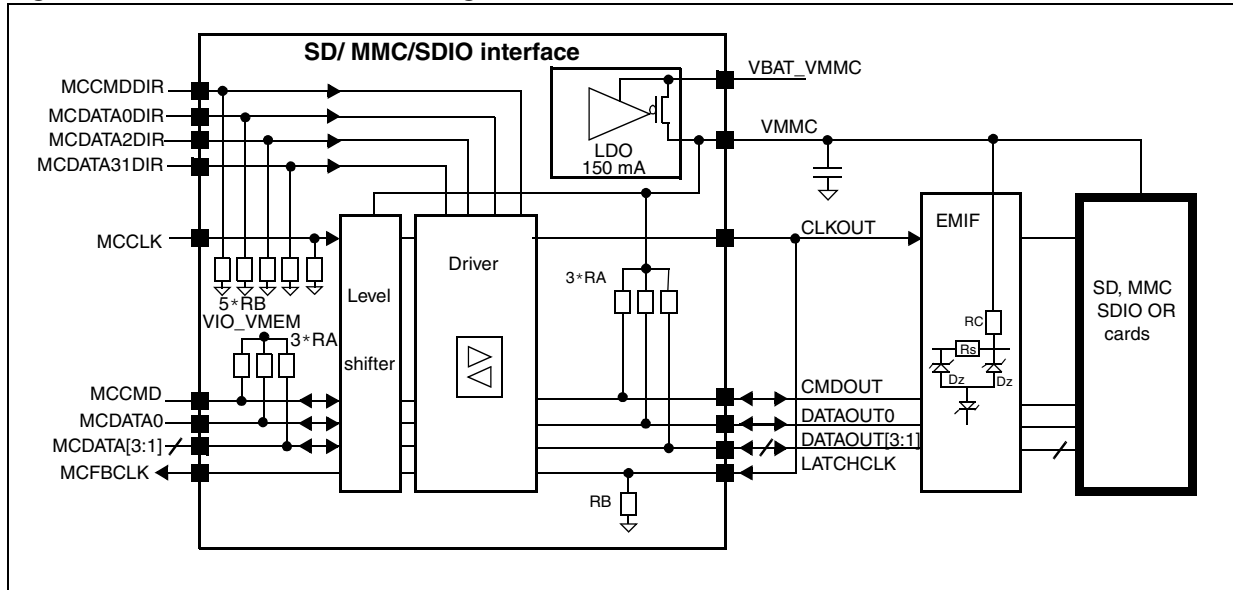 SD/ MMC/SDIO interface
MCCMDDIR
MCDATA0DIR
MCDATA2DIR
MCDATA31DIR
MCCLK
LDO
150 mA
VBAT_VMMC
VMMC
5*RB
VIO_VMEM
3*RA
Level
shifter
Driver
3*RA
CLKOUT
EMIF
RC
Rs
Dz
Dz
SD, MMC
SDIO OR
cards
MCCMD
MCDATA0
MCDATA[3:1]
MCFBCLK
CMDOUT
DATAOUT0
DATAOUT[3:1]
LATCHCLK
RB